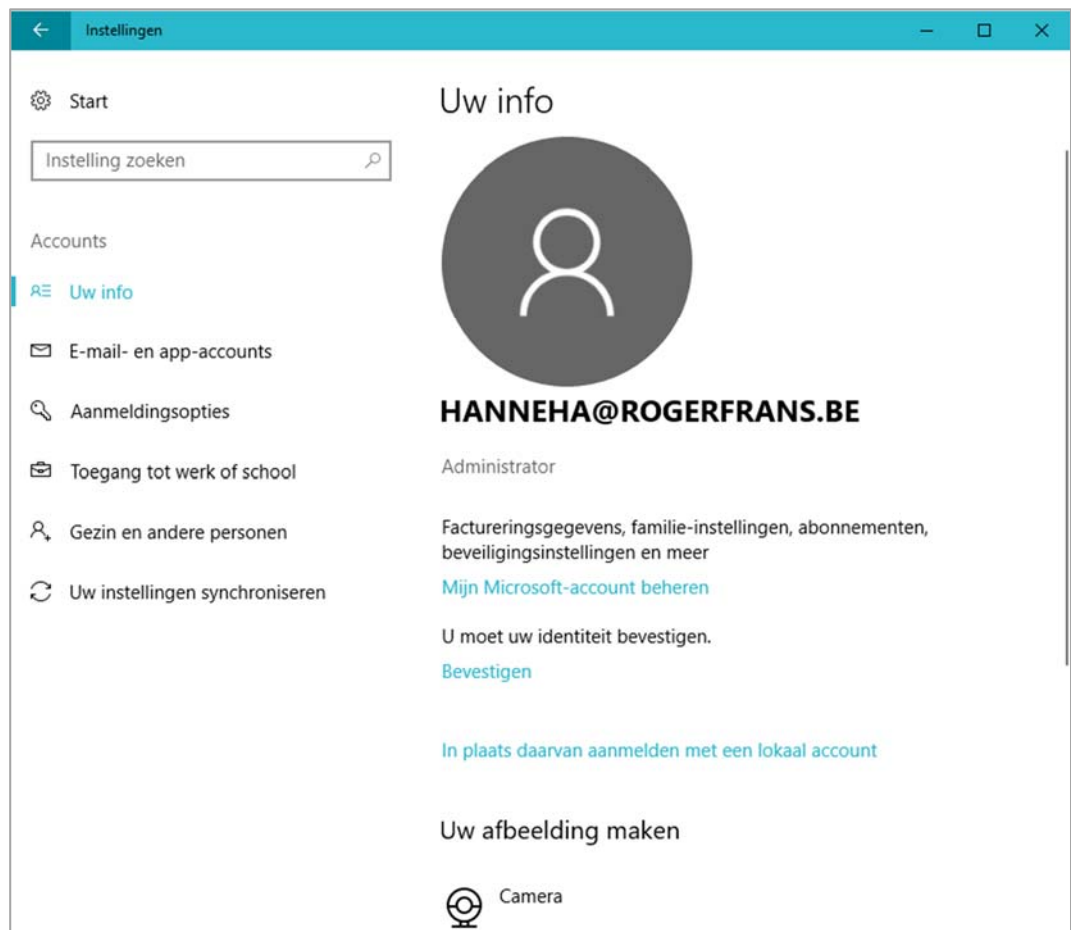 Instellingen
Start
Instelling zoeken
Accounts
Uw info
E-mail- en app-accounts
Aanmeldingsopties
Toegang tot werk of school
Gezin en andere personen
Uw instellingen synchroniseren
Uw info
HANNEHA@ROGERFRANS.BE
Administrator
Factureringsgegevens, familie-instellingen, abonnementen,
beveiligingsinstellingen en meer
Mijn Microsoft-account beheren
U moet uw identiteit bevestigen.
Bevestigen
In plaats daarvan aanmelden met een lokaal account
Uw afbeelding maken
Camera